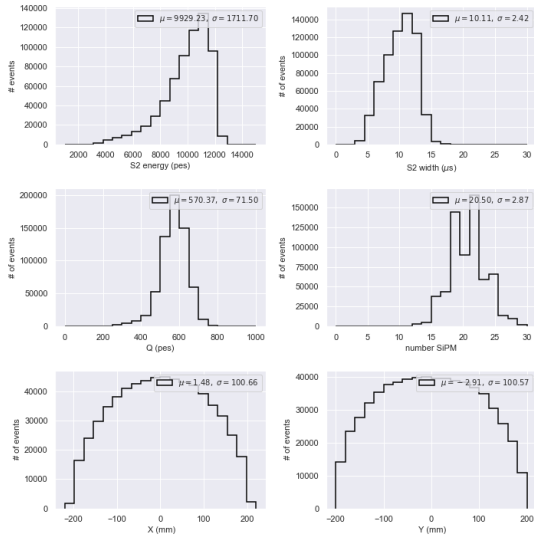 μ = 9929.23, σ = 1711.70
# of events
140000
120000
100000
80000
60000
40000
20000
0
2000 4000 6000 8000 10000 12000 14000
S2 energy (pes)
μ = 10.11, σ = 2.42
# of events
140000
120000
100000
80000
60000
40000
20000
0
0 5 10 15 20 25 30
S2 width (μs)
μ = 570.37, σ = 71.50
# of events
200000
150000
100000
50000
0
0 200 400 600 800 1000
Q (pes)
μ = 20.50, σ = 2.87
# of events
150000
125000
100000
75000
50000
25000
0
0 5 10 15 20 25 30
number SiPM
μ = 1.48, σ = 100.66
# of events
40000
30000
20000
10000
0
−200 −100 0 100 200
X (mm)
μ = −2.91, σ = 100.57
# of events
40000
30000
20000
10000
0
−200 −100 0 100 200
Y (mm)